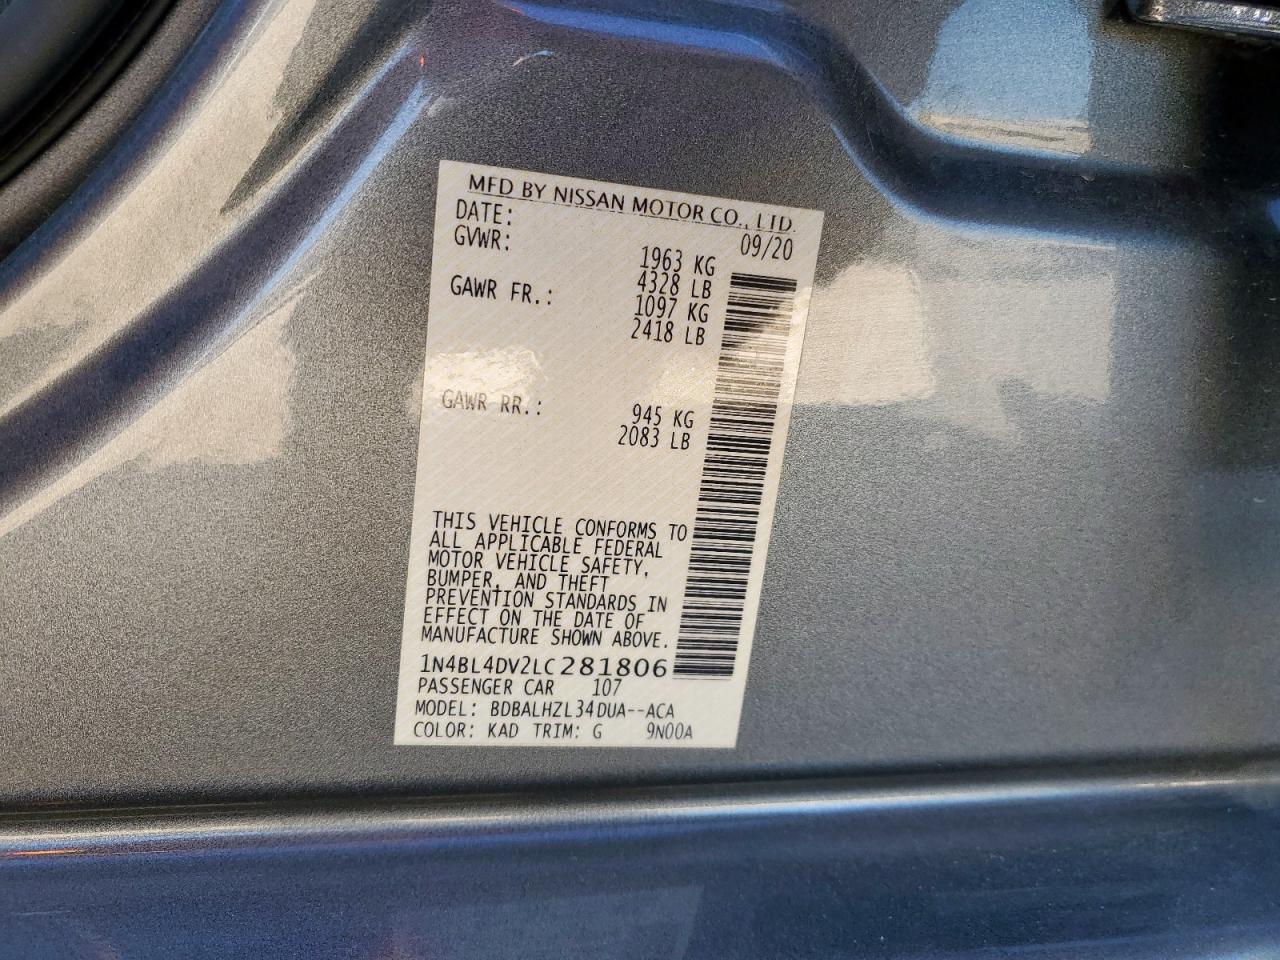 MFD BY NISSAN MOTOR CO., LTD.
DATE: 09/20
GVWR: 1963 KG
4328 LB
GAWR FR.: 1097 KG
2418 LB
GAWR RR.: 945 KG
2083 LB
THIS VEHICLE CONFORMS TO
ALL APPLICABLE FEDERAL
MOTOR VEHICLE SAFETY,
BUMPER, AND THEFT
PREVENTION STANDARDS IN
EFFECT ON THE DATE OF
MANUFACTURE SHOWN ABOVE.
1N4BL4DV2LC281806
PASSENGER CAR 107
MODEL: BDBALHZL34DUA--ACA
COLOR: KAD TRIM: G 9N00A